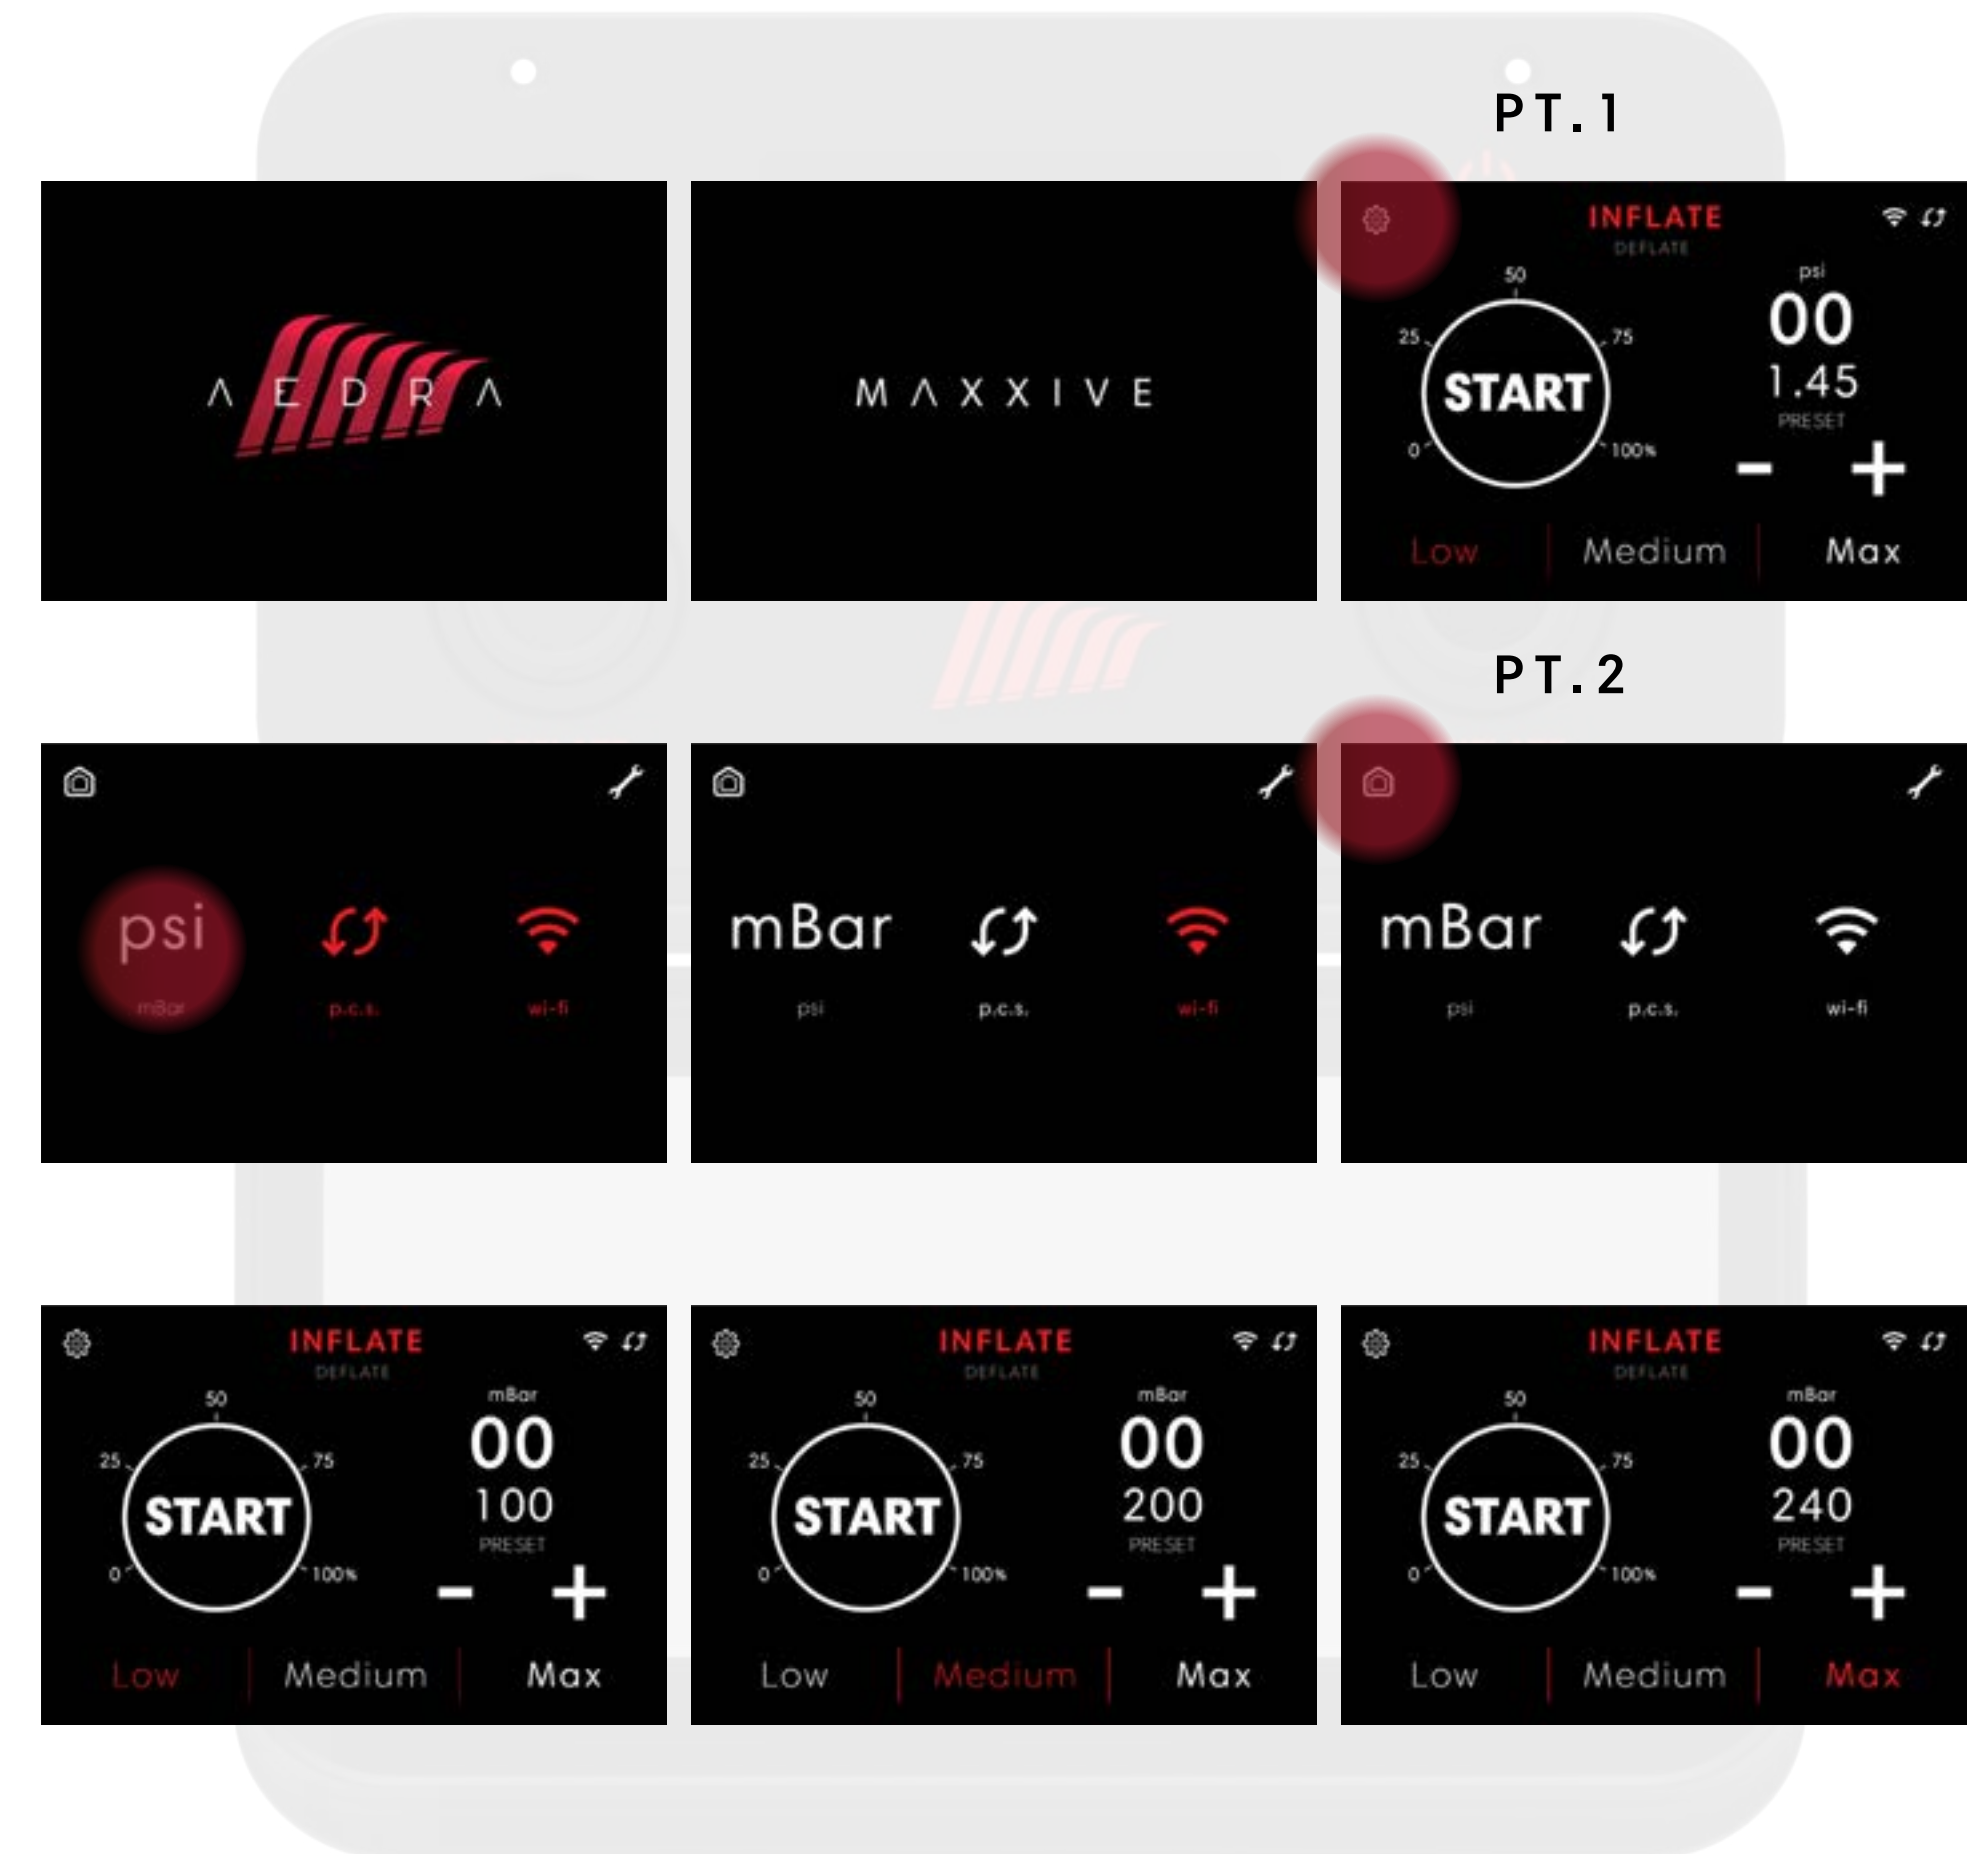 PT.1
AEDRA
MAXXIVE
INFLATE
DEFLATE
50
25
75
START
0
100%
psi
00
1.45
PRESET
- +
Low Medium Max
PT.2
psi
mBar
p.c.s.
wi-fi
mBar
psi
p.c.s.
wi-fi
mBar
psi
p.c.s.
wi-fi
INFLATE
DEFLATE
50
25
75
START
0
100%
mBar
00
100
PRESET
- +
Low Medium Max
INFLATE
DEFLATE
50
25
75
START
0
100%
mBar
00
200
PRESET
- +
Low Medium Max
INFLATE
DEFLATE
50
25
75
START
0
100%
mBar
00
240
PRESET
- +
Low Medium Max